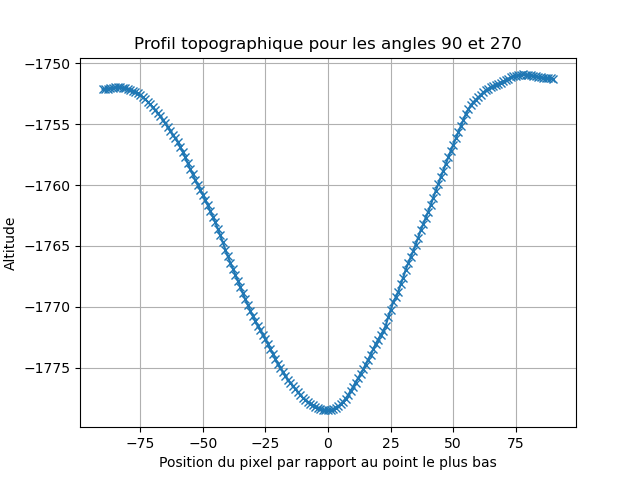 Profil topographique pour les angles 90 et 270
−1750
−1755
−1760
−1765
−1770
−1775
Altitude
−75 −50 −25 0 25 50 75
Position du pixel par rapport au point le plus bas